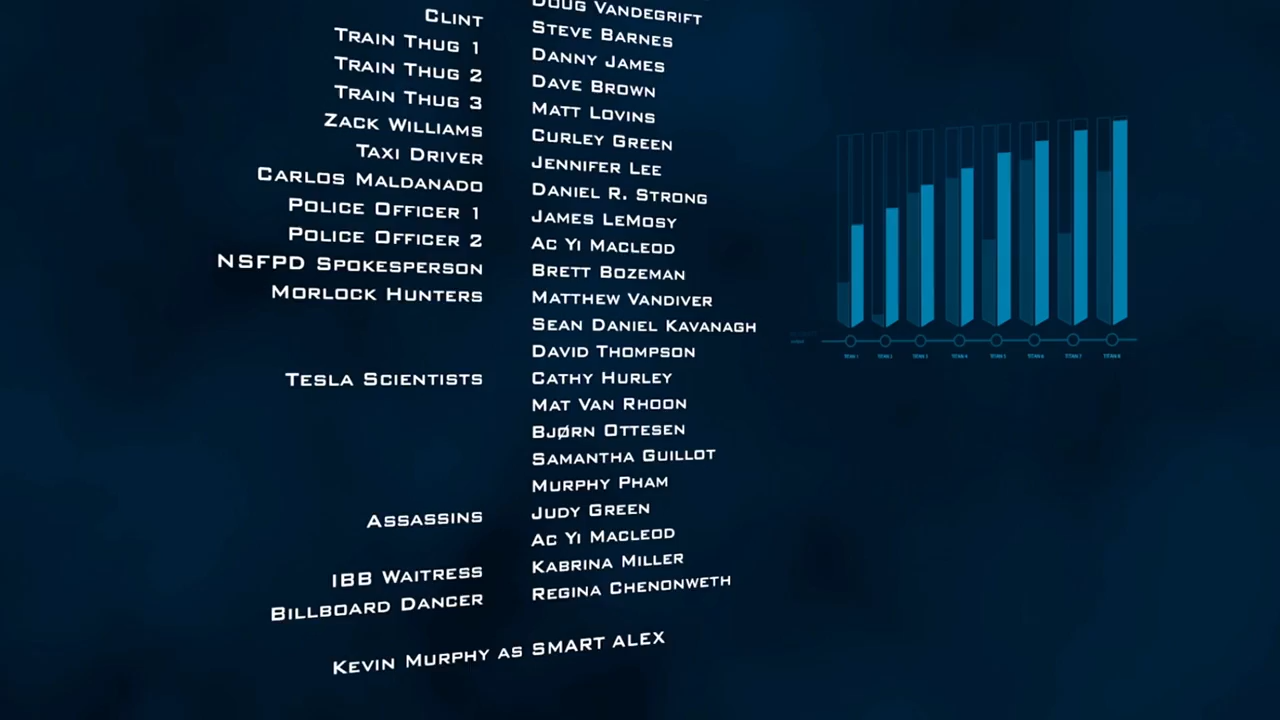 Doug Vandegrift
Clint Steve Barnes
Train Thug 1 Danny James
Train Thug 2 Dave Brown
Train Thug 3 Matt Lovins
Zack Williams Curley Green
Taxi Driver Jennifer Lee
Carlos Maldanado Daniel R. Strong
Police Officer 1 James LeMosy
Police Officer 2 Ac Yi Macleod
NSFPD Spokesperson Brett Bozeman
Morlock Hunters Matthew Vandiver
Sean Daniel Kavanagh
David Thompson
Tesla Scientists Cathy Hurley
Mat Van Rhoon
Bjørn Ottesen
Samantha Guillot
Murphy Pham
Assassins Judy Green
Ac Yi Macleod
IBB Waitress Kabrina Miller
Billboard Dancer Regina Chenonweth
Kevin Murphy as SMART ALEX